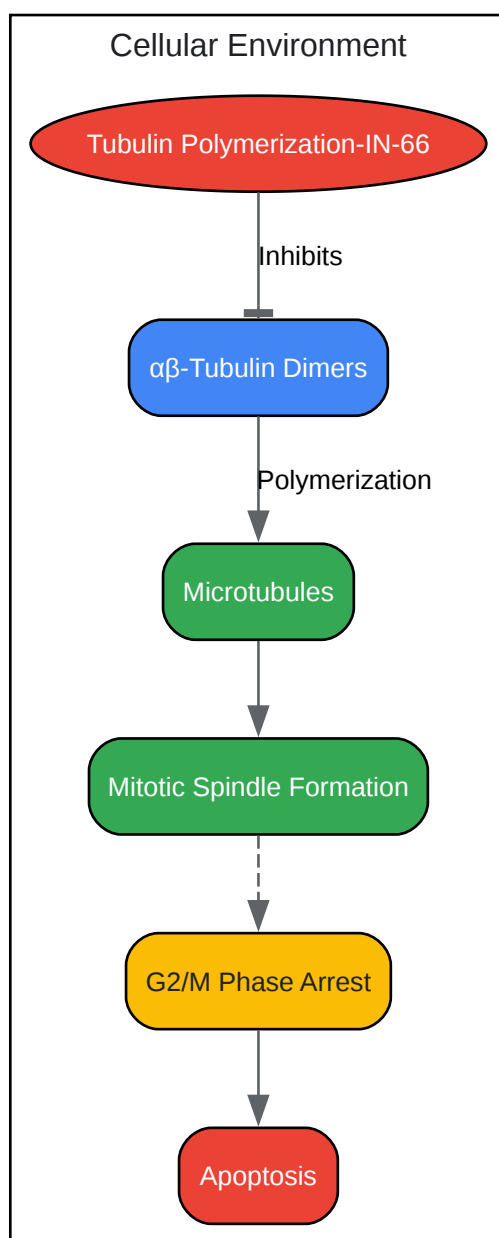 Cellular Environment
Tubulin Polymerization-IN-66
Inhibits
αβ-Tubulin Dimers
Polymerization
Microtubules
Mitotic Spindle Formation
G2/M Phase Arrest
Apoptosis